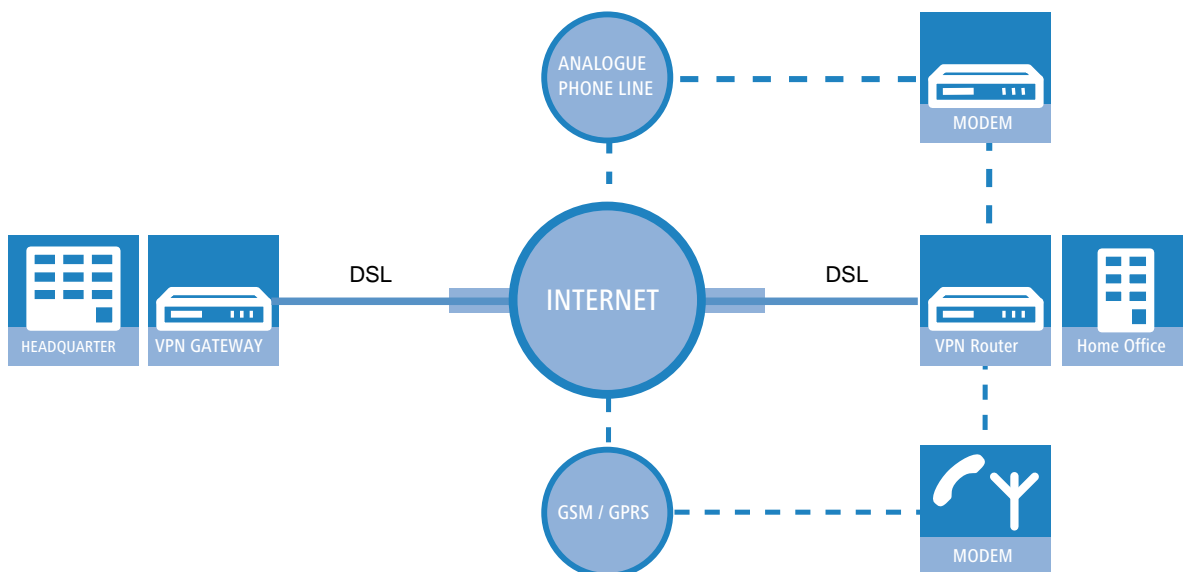 ANALOGUE
PHONE LINE
MODEM
DSL
INTERNET
DSL
HEADQUARTER
VPN GATEWAY
VPN Router
Home Office
GSM / GPRS
MODEM